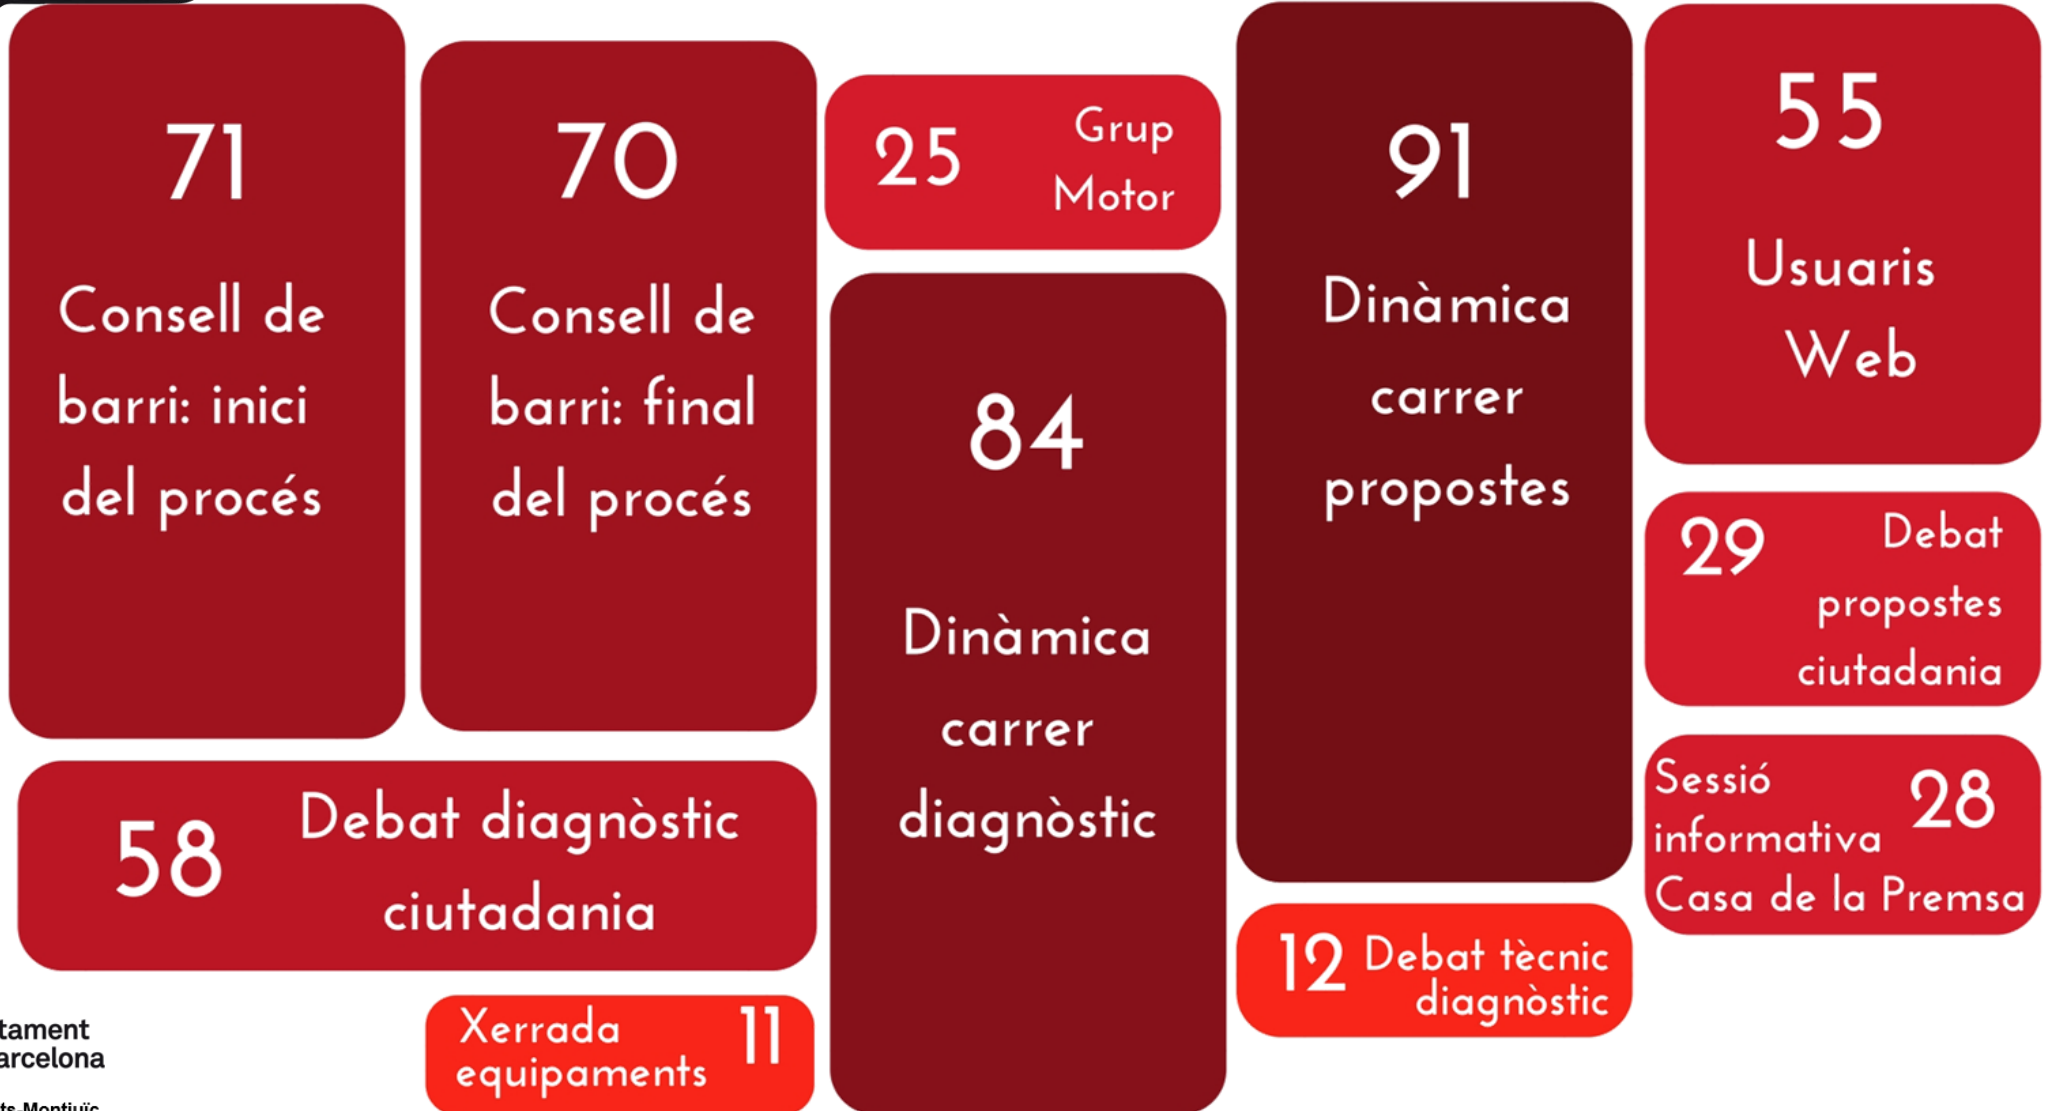 71
Consell de
barri: inici
del procés
70
Consell de
barri: final
del procés
25
Grup
Motor
91
Dinàmica
carrer
propostes
55
Usuaris
Web
84
Dinàmica
carrer
diagnòstic
29
Debat
propostes
ciutadania
58
Debat diagnòstic
ciutadania
Sessió
informativa
Casa de la Premsa
28
12
Debat tècnic
diagnòstic
Xerrada
equipaments
11
tament
arcelona
ts-Montjuïc